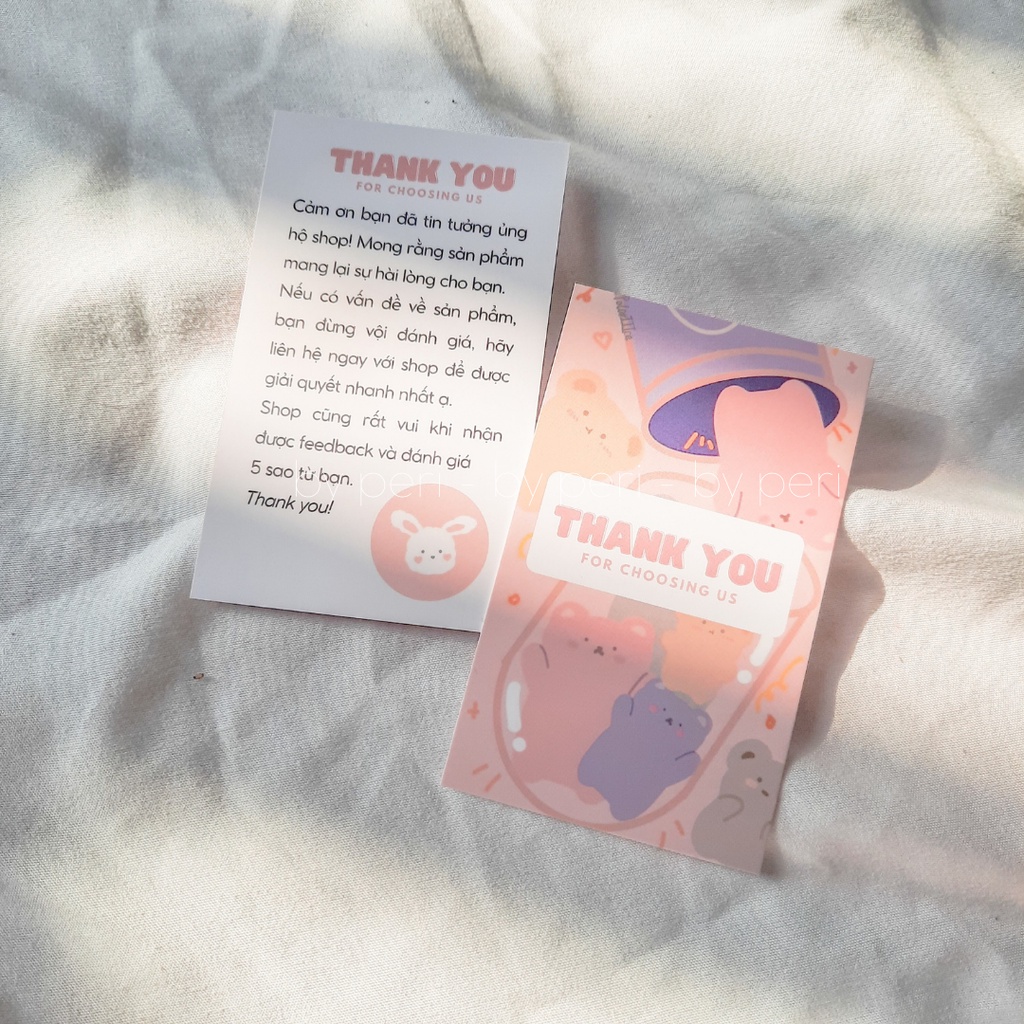 THANK YOU
FOR CHOOSING US
Cảm ơn bạn đã tin tưởng ủng
hộ shop! Mong rằng sản phẩm
mang lại sự hài lòng cho bạn.
Nếu có vấn đề về sản phẩm,
bạn đừng vội đánh giá, hãy
liên hệ ngay với shop để được
giải quyết nhanh nhất ạ.
Shop cũng rất vui khi nhận
được feedback và đánh giá
5 sao từ bạn.
Thank you!
by peri - by peri - by peri
THANK YOU
FOR CHOOSING US